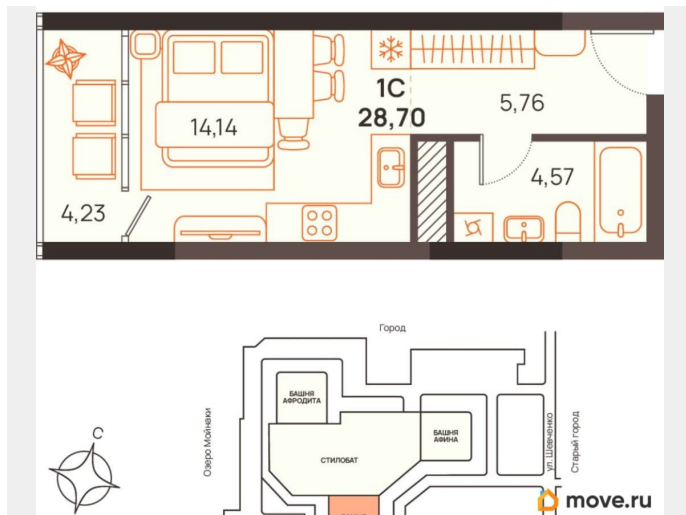 1С
28,70
5,76
14,14
4,57
4,23
Город
БАШНЯ
АФРОДИТА
БАШНЯ
АФИНА
СТИЛОБАТ
Озеро Мойнаки
ул. Шевченко
Старый город
С
move.ru